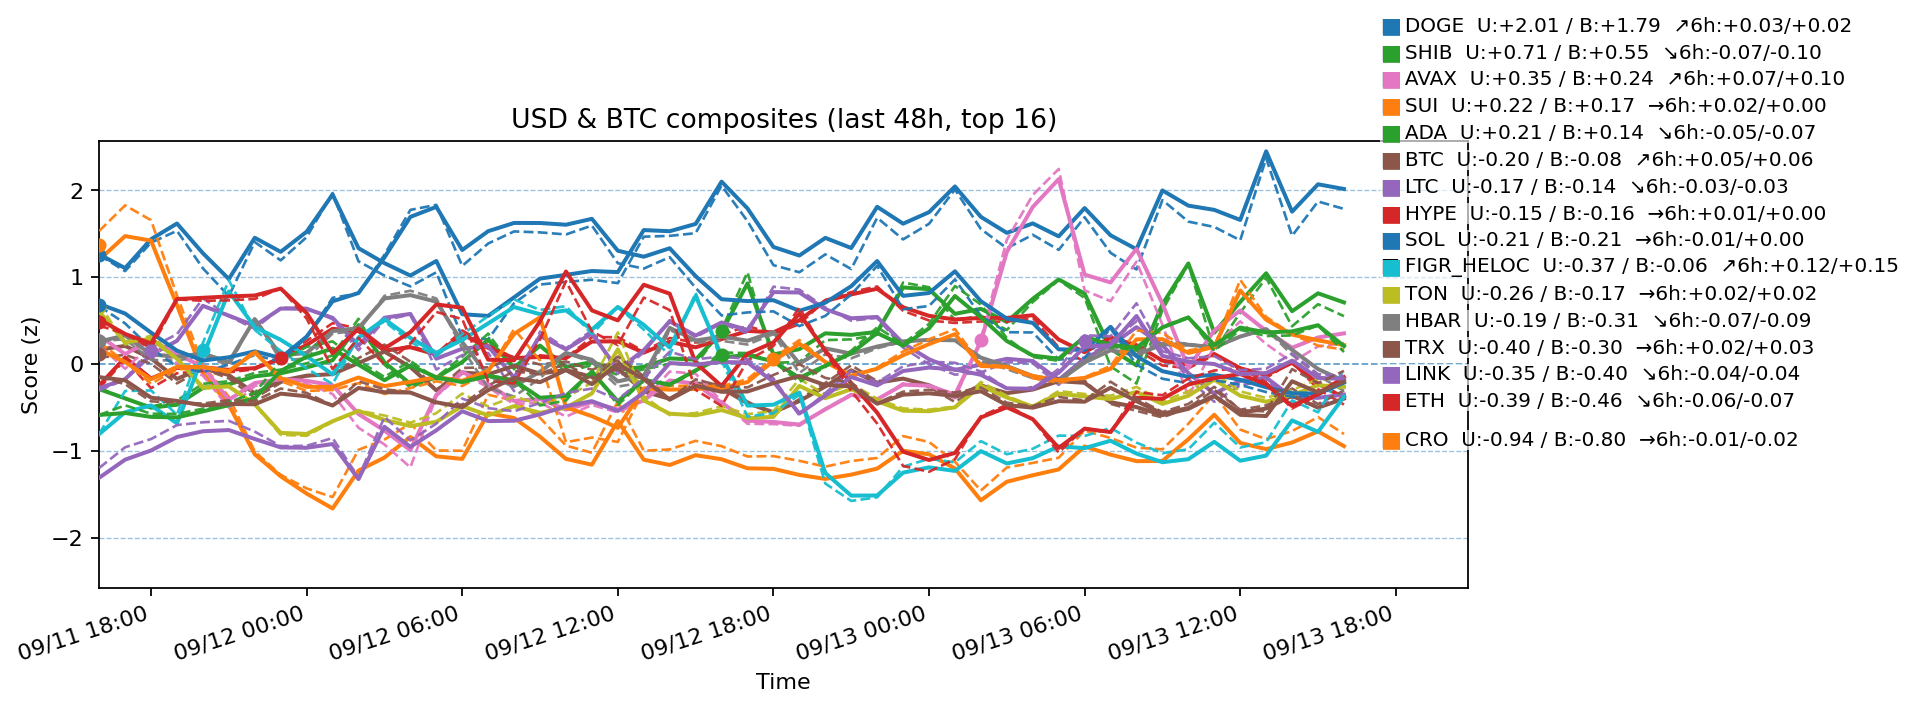 DOGE  U:+2.01 / B:+1.79  ↗6h:+0.03/+0.02
SHIB  U:+0.71 / B:+0.55  ↘6h:-0.07/-0.10
AVAX  U:+0.35 / B:+0.24  ↗6h:+0.07/+0.10
SUI  U:+0.22 / B:+0.17  →6h:+0.02/+0.00
ADA  U:+0.21 / B:+0.14  ↘6h:-0.05/-0.07
BTC  U:-0.20 / B:-0.08  ↗6h:+0.05/+0.06
LTC  U:-0.17 / B:-0.14  ↘6h:-0.03/-0.03
HYPE  U:-0.15 / B:-0.16  →6h:+0.01/+0.00
SOL  U:-0.21 / B:-0.21  →6h:-0.01/+0.00
FIGR_HELOC  U:-0.37 / B:-0.06  ↗6h:+0.12/+0.15
TON  U:-0.26 / B:-0.17  →6h:+0.02/+0.02
HBAR  U:-0.19 / B:-0.31  ↘6h:-0.07/-0.09
TRX  U:-0.40 / B:-0.30  →6h:+0.02/+0.03
LINK  U:-0.35 / B:-0.40  ↘6h:-0.04/-0.04
ETH  U:-0.39 / B:-0.46  ↘6h:-0.06/-0.07
CRO  U:-0.94 / B:-0.80  →6h:-0.01/-0.02
USD & BTC composites (last 48h, top 16)
Score (z)
2
1
0
−1
−2
09/11 18:00
09/12 00:00
09/12 06:00
09/12 12:00
09/12 18:00
09/13 00:00
09/13 06:00
09/13 12:00
09/13 18:00
Time